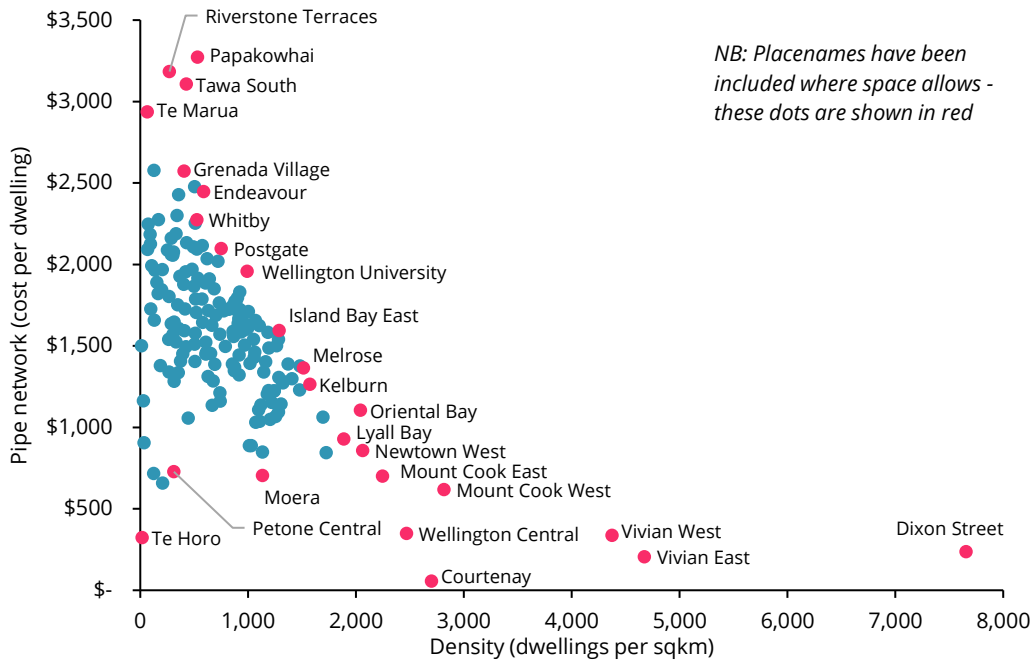 $3,500
Riverstone Terraces
Papakowhai
NB: Placenames have been
included where space allows -
these dots are shown in red
Tawa South
$3,000
Te Marua
Grenada Village
$2,500
Endeavour
Whitby
Postgate
$2,000
Wellington University
Island Bay East
$1,500
Melrose
Kelburn
Oriental Bay
$1,000
Lyall Bay
Newtown West
Mount Cook East
Mount Cook West
Moera
$500
Petone Central
Te Horo
Wellington Central
Vivian West
Dixon Street
Vivian East
Courtenay
$-
0
1,000
2,000
3,000
4,000
5,000
6,000
7,000
8,000
Density (dwellings per sqkm)
Pipe network (cost per dwelling)